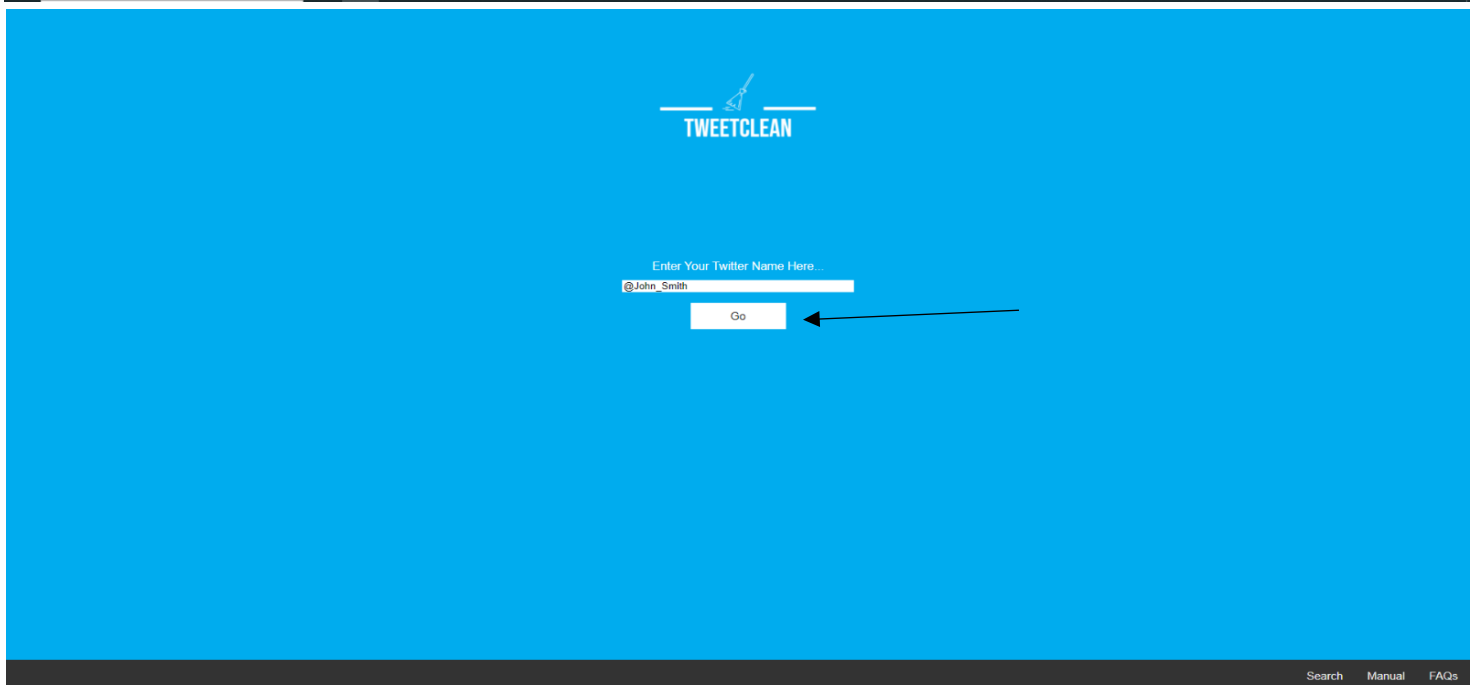 TWEETCLEAN
Enter Your Twitter Name Here...
@John_Smith
Go
Search Manual FAQs